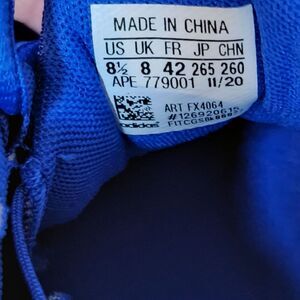 MADE IN CHINA
US UK FR JP CHN
8½ 8 42 265 260
APE 779001 11/20
ART FX4064
adidas